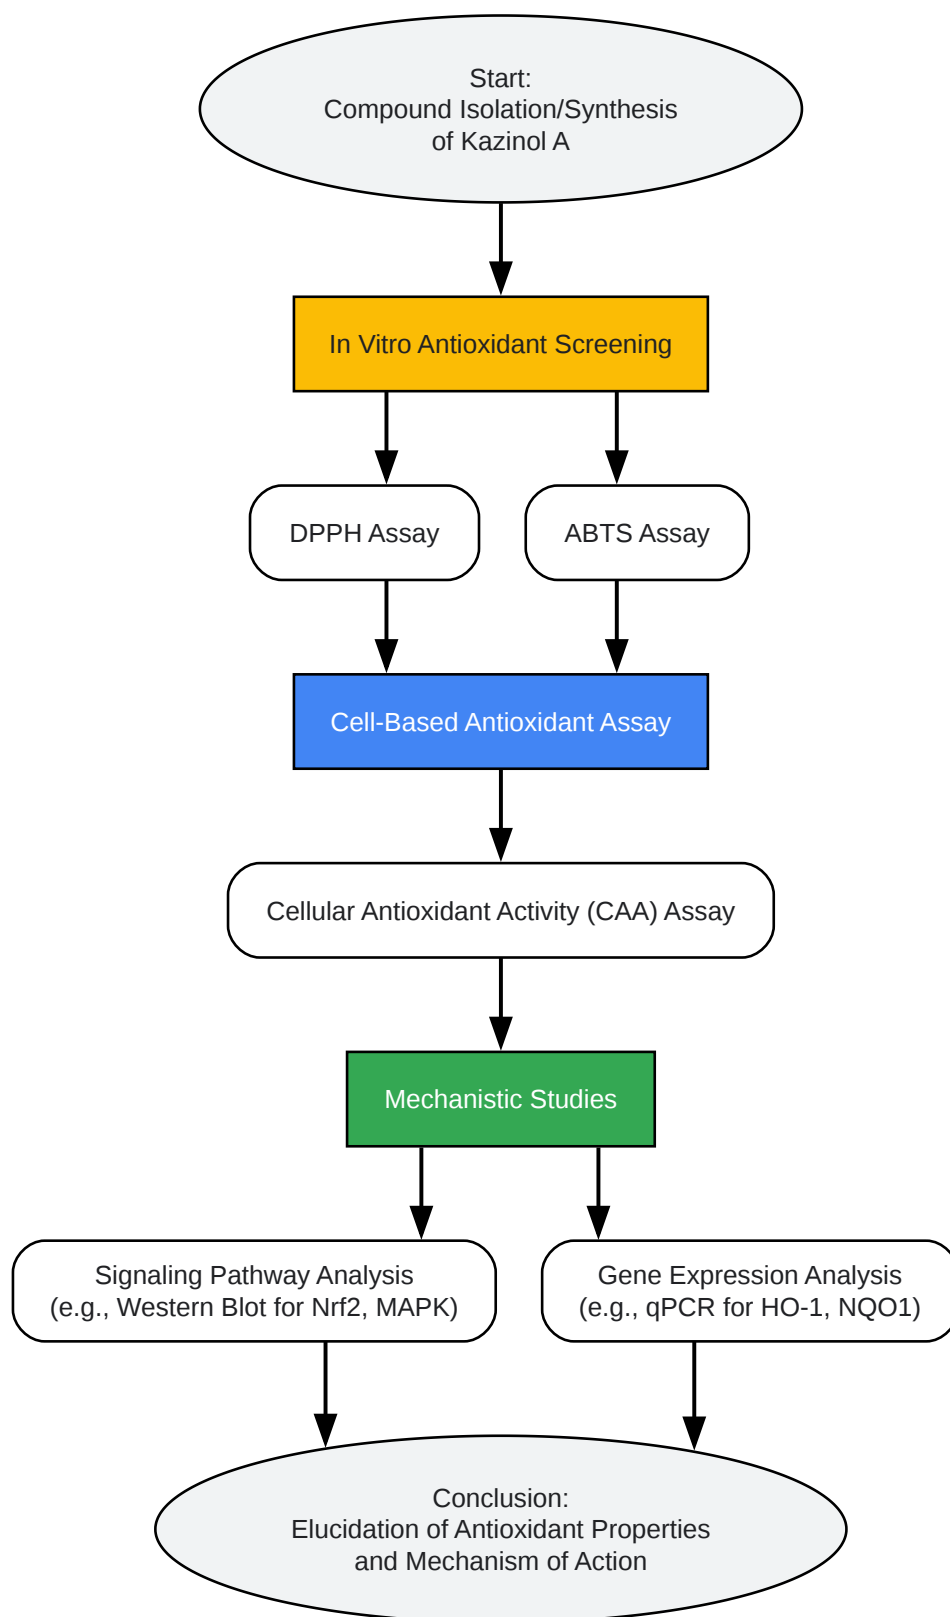 Start:
Compound Isolation/Synthesis
of Kazinol A
In Vitro Antioxidant Screening
DPPH Assay
ABTS Assay
Cell-Based Antioxidant Assay
Cellular Antioxidant Activity (CAA) Assay
Mechanistic Studies
Signaling Pathway Analysis
(e.g., Western Blot for Nrf2, MAPK)
Gene Expression Analysis
(e.g., qPCR for HO-1, NQO1)
Conclusion:
Elucidation of Antioxidant Properties
and Mechanism of Action